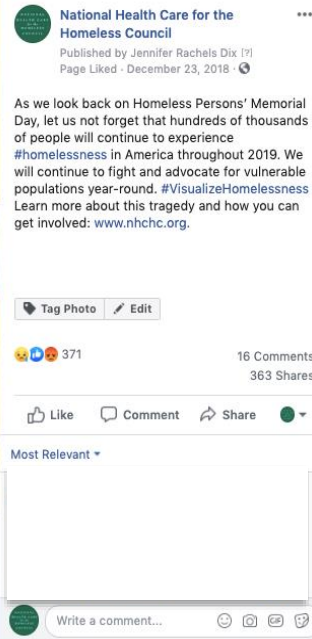 National Health Care for the
Homeless Council
Published by Jennifer Rachels Dix [?]
Page Liked · December 23, 2018 ·
As we look back on Homeless Persons’ Memorial
Day, let us not forget that hundreds of thousands
of people will continue to experience
#homelessness in America throughout 2019. We
will continue to fight and advocate for vulnerable
populations year-round. #VisualizeHomelessness
Learn more about this tragedy and how you can
get involved: www.nhchc.org.
Tag Photo Edit
371
16 Comments
363 Shares
Like Comment Share
Most Relevant
Write a comment...
GIF